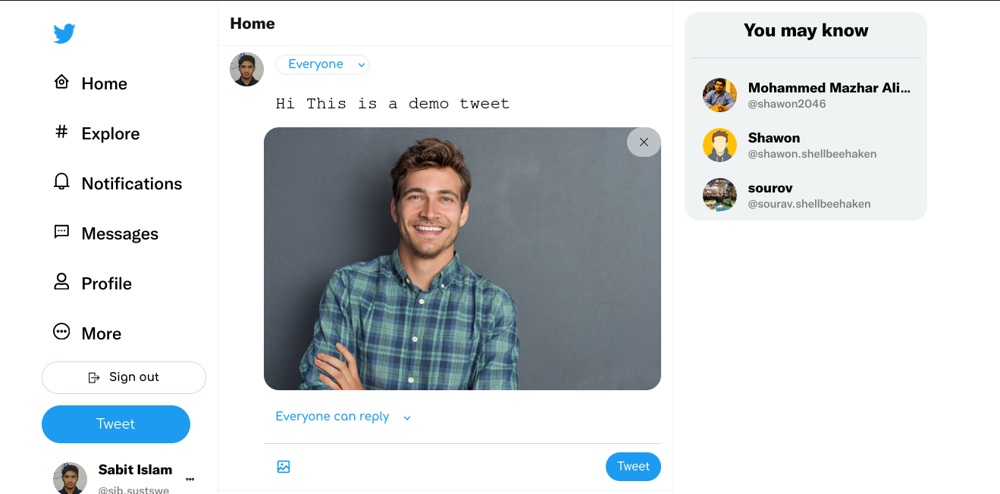 Home
Explore
Notifications
Messages
Profile
More
Sign out
Tweet
Sabit Islam
@sib.sustswe
Home
Everyone
Hi This is a demo tweet
Everyone can reply
Tweet
You may know
Mohammed Mazhar Ali...
@shawon2046
Shawon
@shawon.shellbeehaken
sourov
@sourav.shellbeehaken